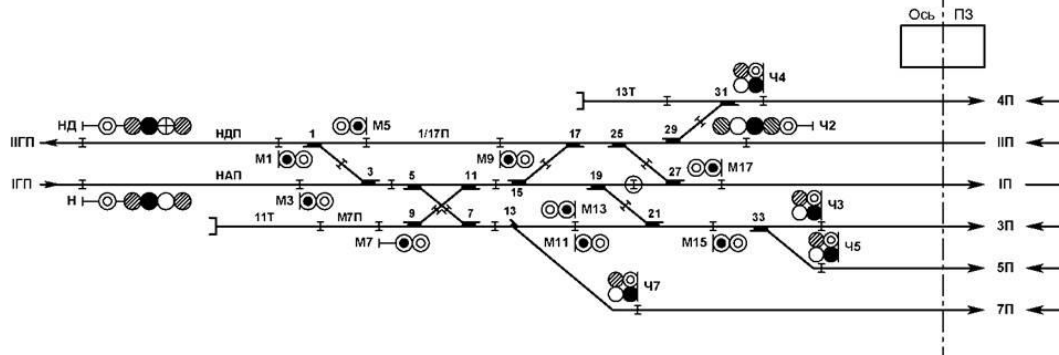 Ось ПЗ
Ч4
13Т
31
4П
НД
НДП
1
М5
1/17П
17
25
29
Ч2
IIГП
IIП
М1
М9
М17
IГП
НАП
3
5
11
15
19
27
IП
Н
М3
М13
Ч3
11Т
М7П
9
7
13
21
33
3П
М7
М11
М15
Ч5
5П
Ч7
7П